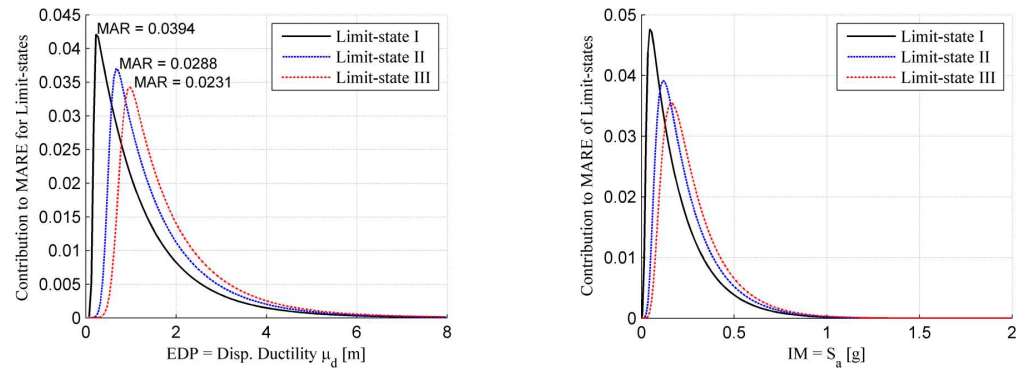 Contribution to MARE for Limit-states
0.045
0.04
0.035
0.03
0.025
0.02
0.015
0.01
0.005
0
MAR = 0.0394
MAR = 0.0288
MAR = 0.0231
Limit-state I
Limit-state II
Limit-state III
0 2 4 6 8
EDP = Disp. Ductility μd [m]
Contribution to MARE of Limit-states
0.05
0.04
0.03
0.02
0.01
0
Limit-state I
Limit-state II
Limit-state III
0 0.5 1 1.5 2
IM = Sa [g]